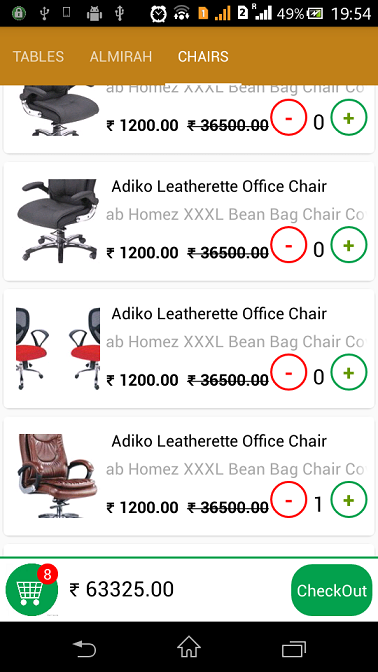 1 2 R 49% 19:54
TABLES ALMIRAH CHAIRS
ab Homez XXXL Bean Bag Chair Co
₹ 1200.00 ₹ 36500.00 - 0 +
Adiko Leatherette Office Chair
ab Homez XXXL Bean Bag Chair Co
₹ 1200.00 ₹ 36500.00 - 0 +
Adiko Leatherette Office Chair
ab Homez XXXL Bean Bag Chair Co
₹ 1200.00 ₹ 36500.00 - 0 +
Adiko Leatherette Office Chair
ab Homez XXXL Bean Bag Chair Co
₹ 1200.00 ₹ 36500.00 - 1 +
8
₹ 63325.00 CheckOut